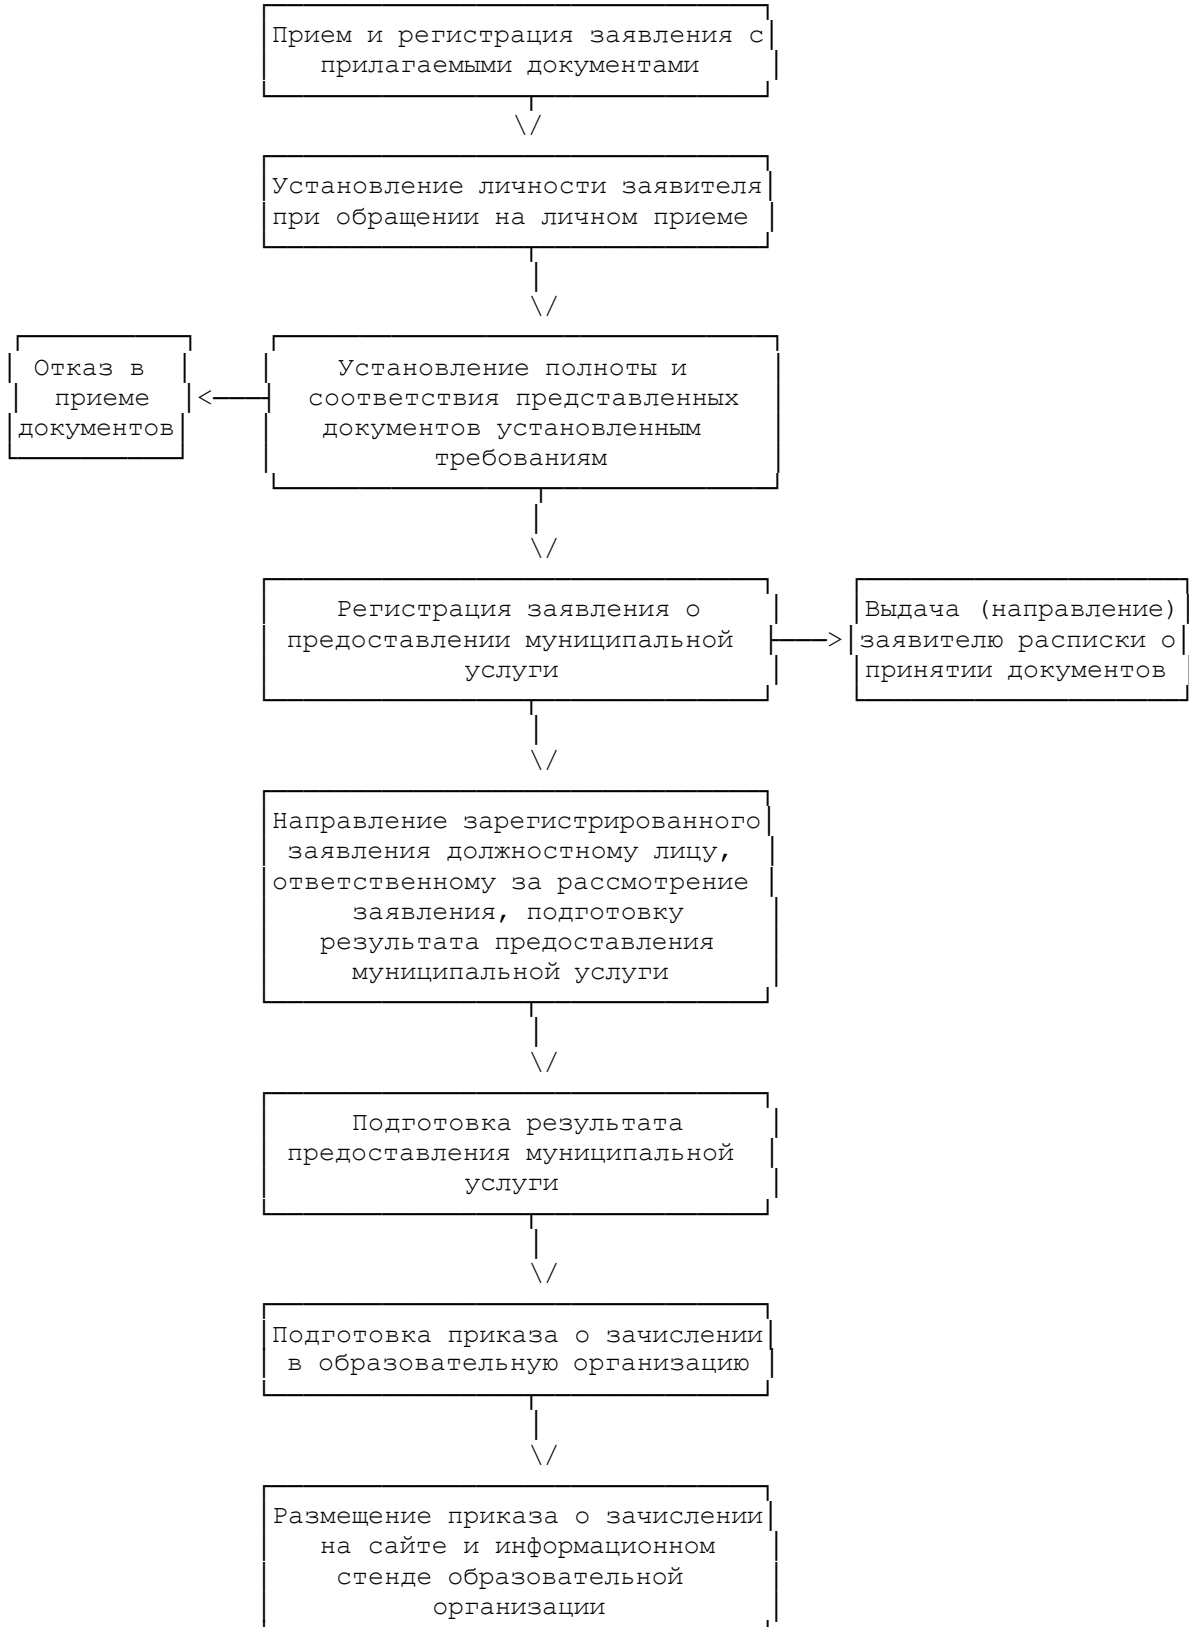 Прием и регистрация заявления с
прилагаемыми документами
Установление личности заявителя
при обращении на личном приеме
Отказ в
приеме
документов
Установление полноты и
соответствия представленных
документов установленным
требованиям
Регистрация заявления о
предоставлении муниципальной
услуги
Выдача (направление)
заявителю расписки о
принятии документов
Направление зарегистрированного
заявления должностному лицу,
ответственному за рассмотрение
заявления, подготовку
результата предоставления
муниципальной услуги
Подготовка результата
предоставления муниципальной
услуги
Подготовка приказа о зачислении
в образовательную организацию
Размещение приказа о зачислении
на сайте и информационном
стенде образовательной
организации